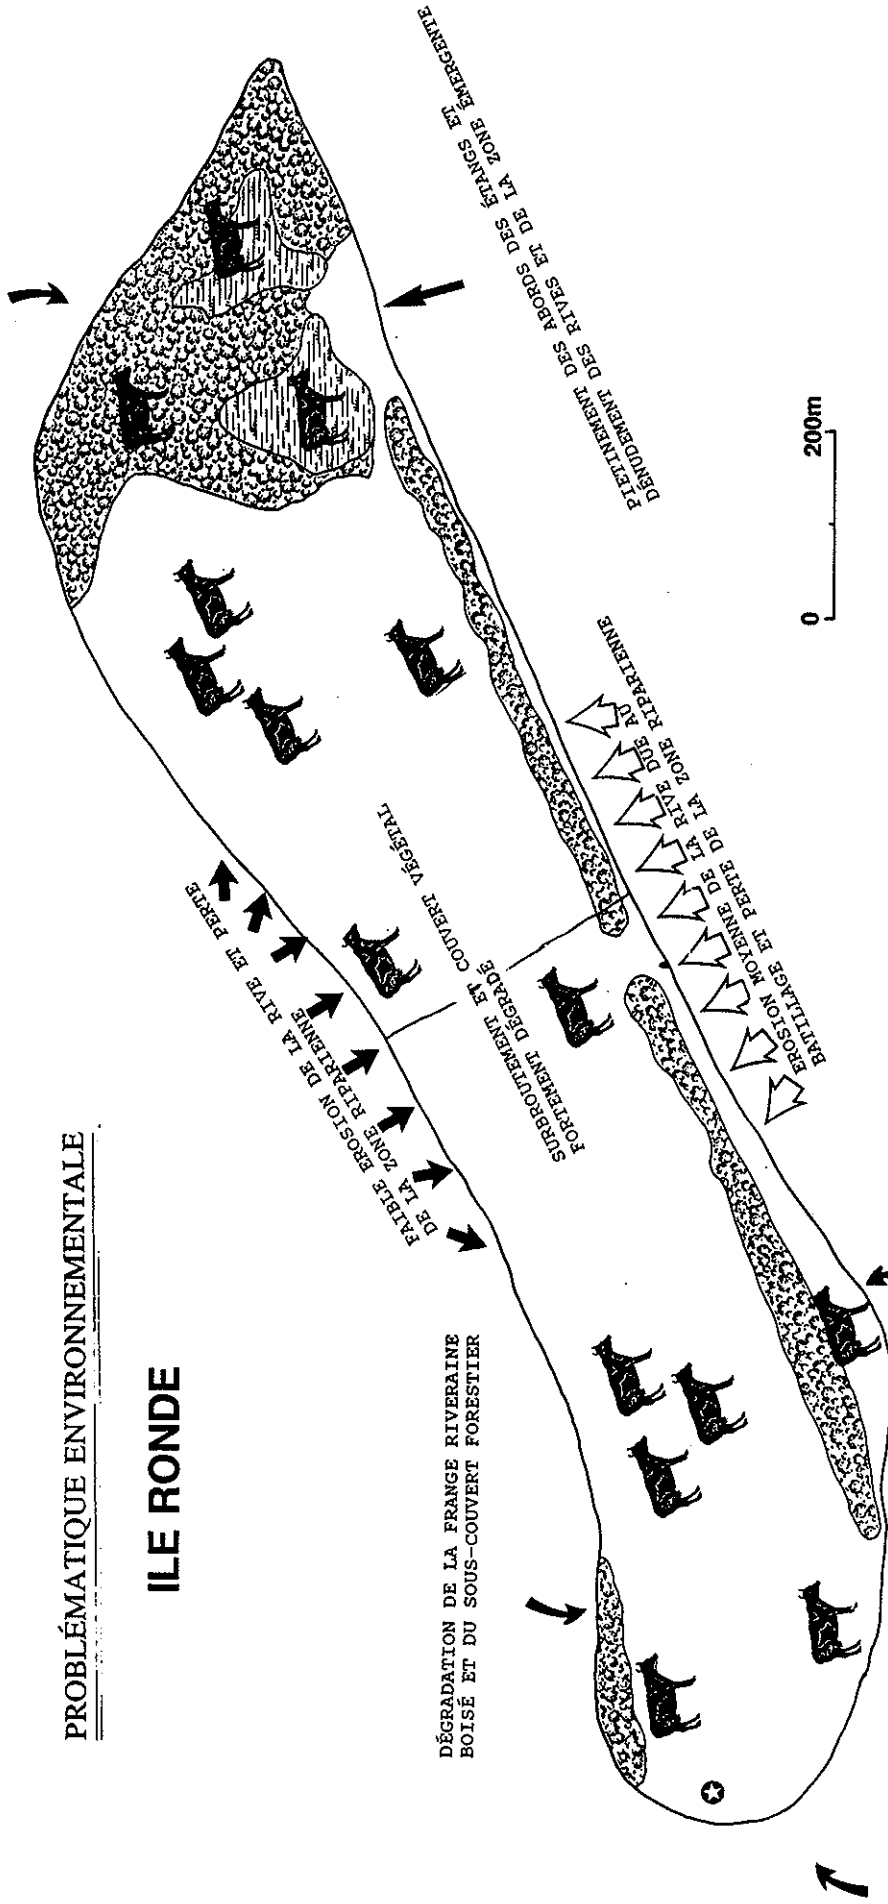 PROBLÉMATIQUE ENVIRONNEMENTALE
ILE RONDE
FAIBLE EROSION DE LA RIVE ET PERTE
DE LA ZONE RIPARIENNE
DÉGRADATION DE LA FRANGE RIVERAINE
BOISÉ ET DU SOUS-COUVERT FORESTIER
SURBROUTEMENT ET COUVERT VÉGÉTAL
FORTEMENT DÉGRADÉ
PIETINEMENT DES ABORDS DES ÉTANGS ET
DÉNUDEMENT DES RIVES ET DE LA ZONE ÉMERGENTE
EROSION MOYENNE DE LA RIVE DUE AU
BATILLAGE ET PERTE DE LA ZONE RIPARIENNE
0 200m